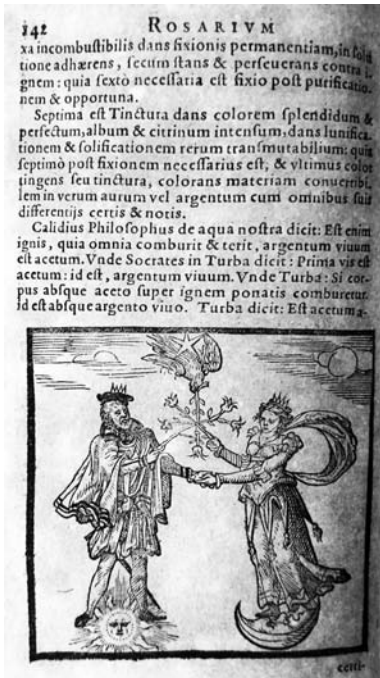 142 ROSARIVM
xa incombustibilis dans fixionis permanentiam, in solu
tione adhærens, secum stans & perseuerans contra i-
gnem: quia sextò necessaria est fixio post purificatio-
nem & opportuna.
Septima est Tinctura dans colorem splendidum &
perfectum, album & citrinum intensum, dans lunifica-
tionem & solificationem rerum transmutabilium: quia
septimò post fixionem necessarius est, & vltimus color
tingens seu tinctura, colorans materiam conuertibi-
lem in verum aurum vel argentum cum omnibus suis
differentijs certis & notis.
Calidius Philosophus de aqua nostra dicit: Est enim
ignis, quia omnia comburit & terit, argentum viuum
est acetum. Vnde Socrates in Turba dicit: Prima vis est
acetum: id est, argentum viuum. Vnde Turba: Si cor-
pus absque aceto super ignem ponatis comburetur.
id est absque argento viuo. Turba dicit: Est acetum a-